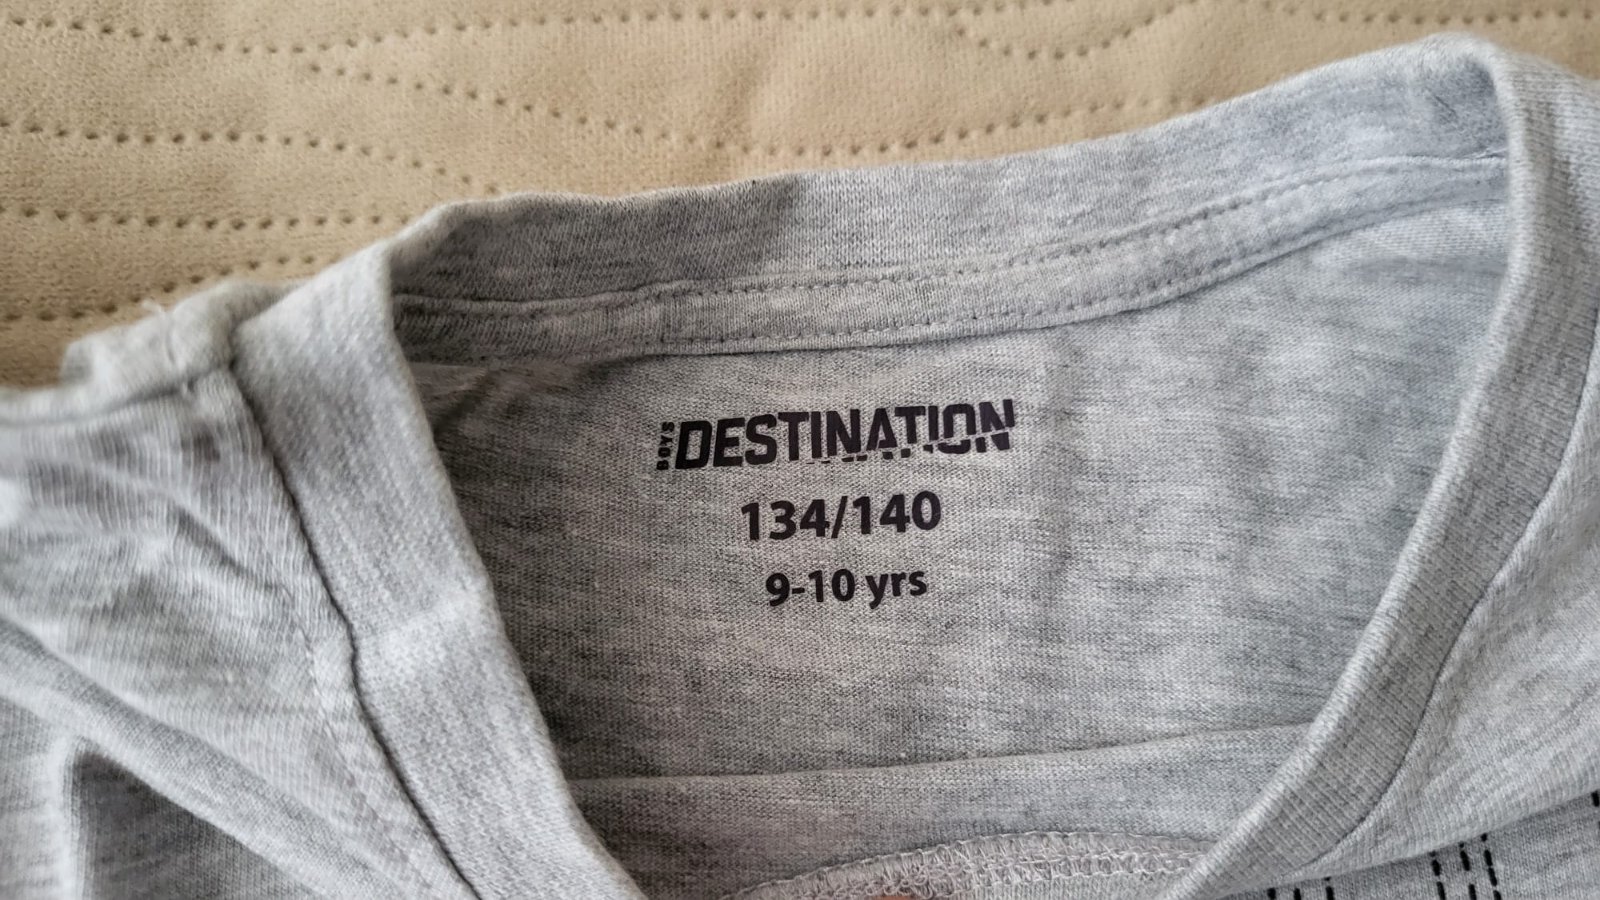 BOYS DESTINATION
134/140
9-10 yrs